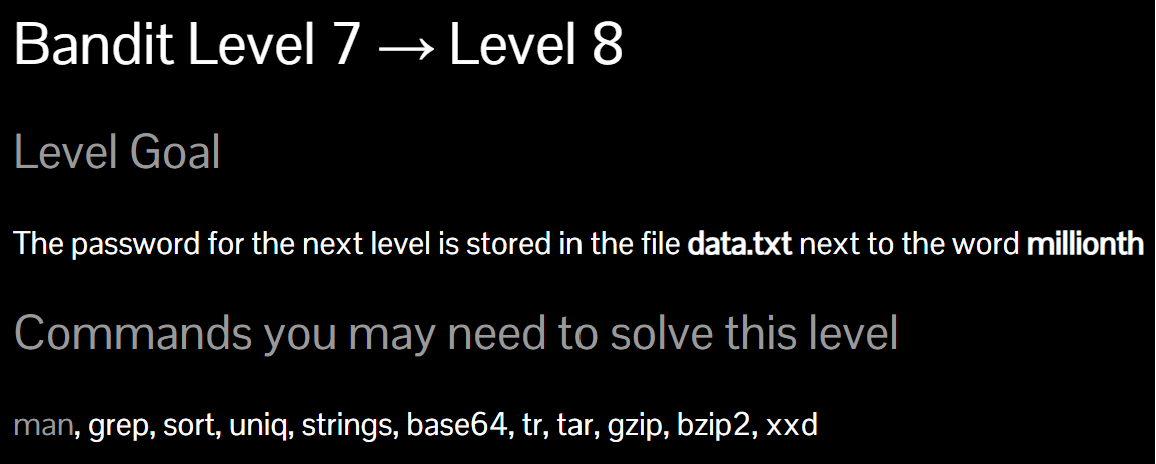 Bandit Level 7 → Level 8
Level Goal
The password for the next level is stored in the file data.txt next to the word millionth
Commands you may need to solve this level
man, grep, sort, uniq, strings, base64, tr, tar, gzip, bzip2, xxd